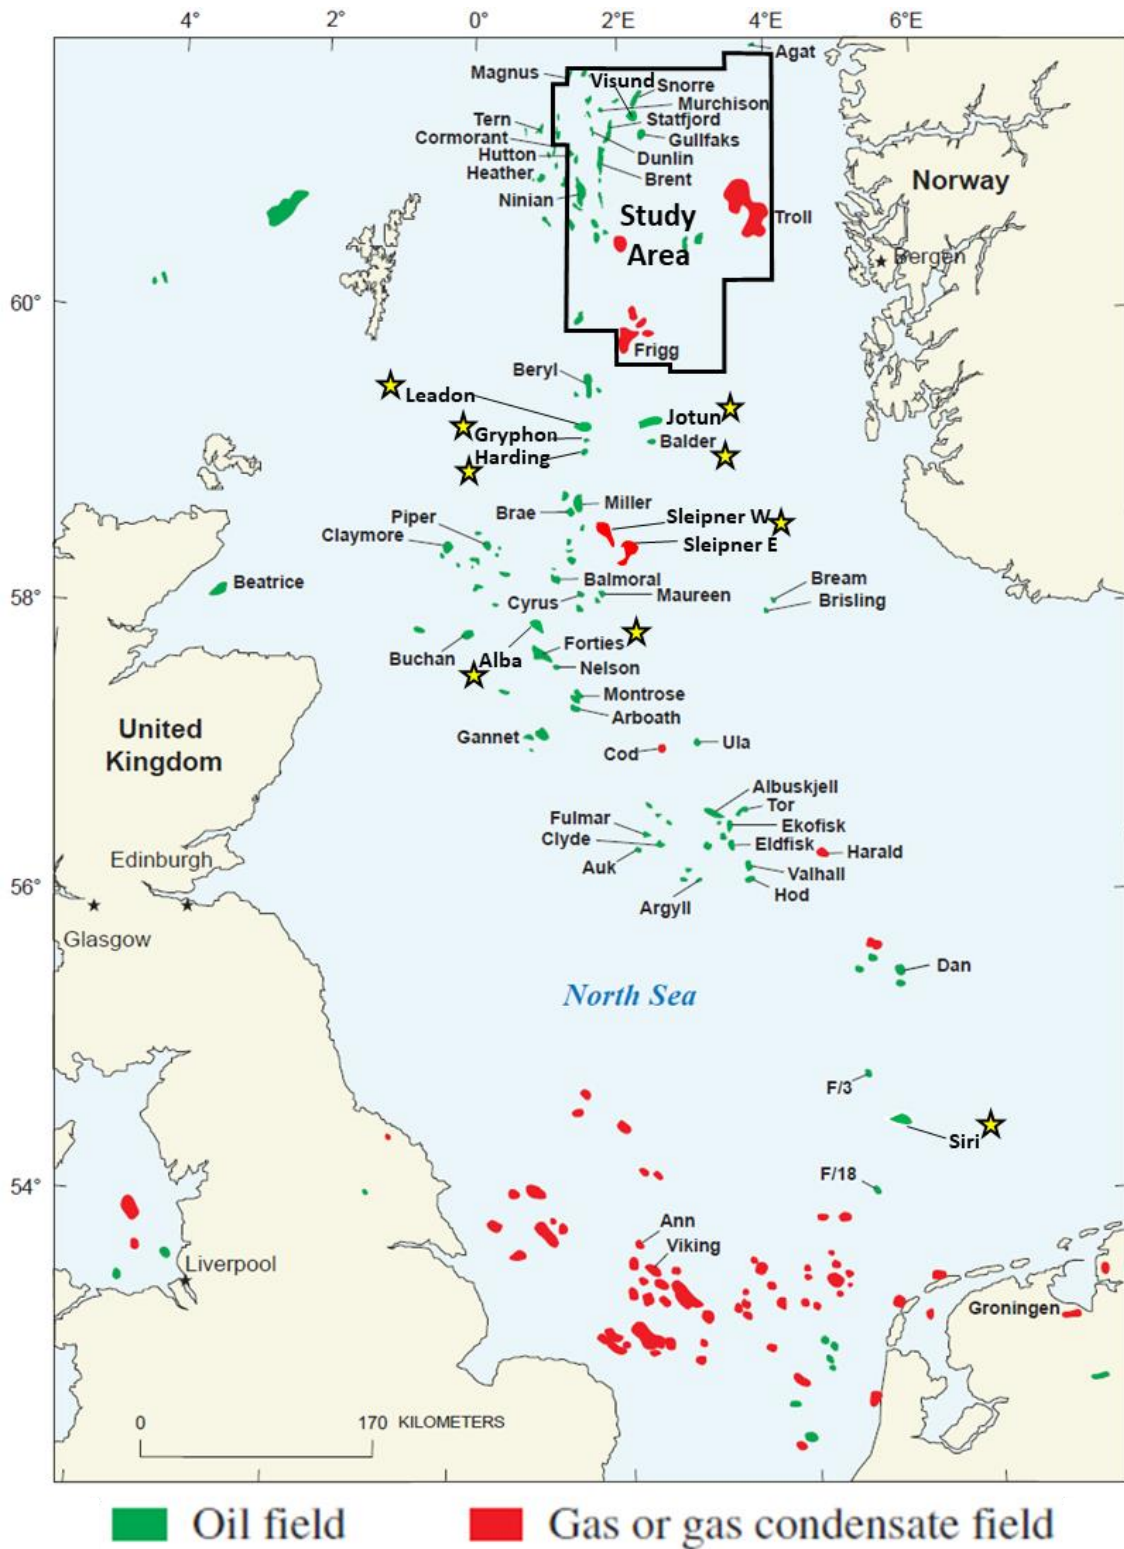 4° 2° 0° 2°E 4°E 6°E
Agat
Magnus
Visund
Snorre
Murchison
Tern
Statfjord
Cormorant
Gullfaks
Hutton
Dunlin
Heather
Brent
Norway
Ninian
Study
Area
Troll
Bergen
60°
Frigg
Beryl
Leadon
Jotun
Gryphon
Balder
Harding
Miller
Brae
Piper
Sleipner W
Claymore
Sleipner E
Beatrice
Balmoral
Bream
58°
Cyrus
Maureen
Brisling
Forties
Buchan
Alba
Nelson
Montrose
Arboath
United
Kingdom
Gannet
Cod
Ula
Albuskjell
Tor
Fulmar
Ekofisk
Clyde
Eldfisk
Harald
Edinburgh
Auk
Valhall
56°
Hod
Argyll
Glasgow
Dan
North Sea
F/3
Siri
F/18
54°
Ann
Viking
Liverpool
Groningen
0 170 KILOMETERS
Oil field
Gas or gas condensate field